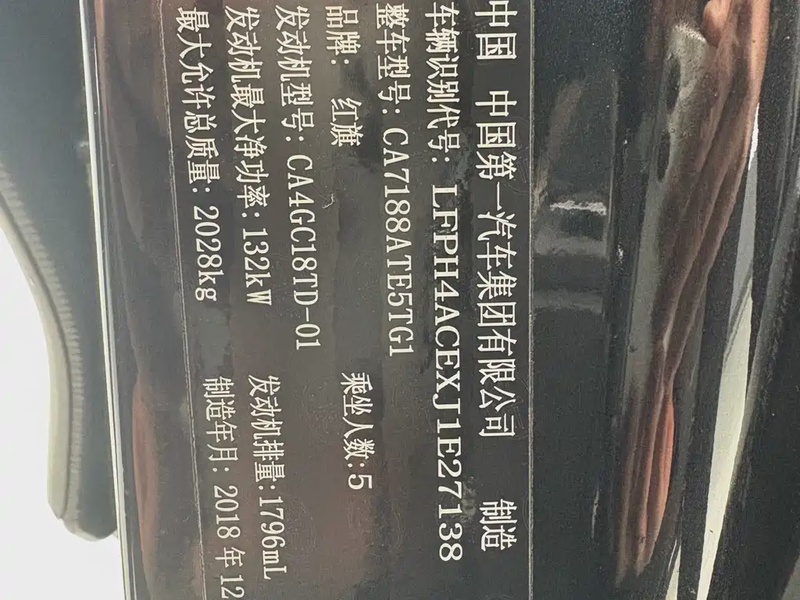 中国 中国第一汽车集团有限公司 制造
车辆识别代号: LFPH4ACEXJ1E27138
整车型号: CA7188ATE5TG1
品牌: 红旗 乘坐人数: 5
发动机型号: CA4GC18TD-01
发动机最大净功率: 132kW 发动机排量: 1796mL
最大允许总质量: 2028kg 制造年月: 2018 年 12